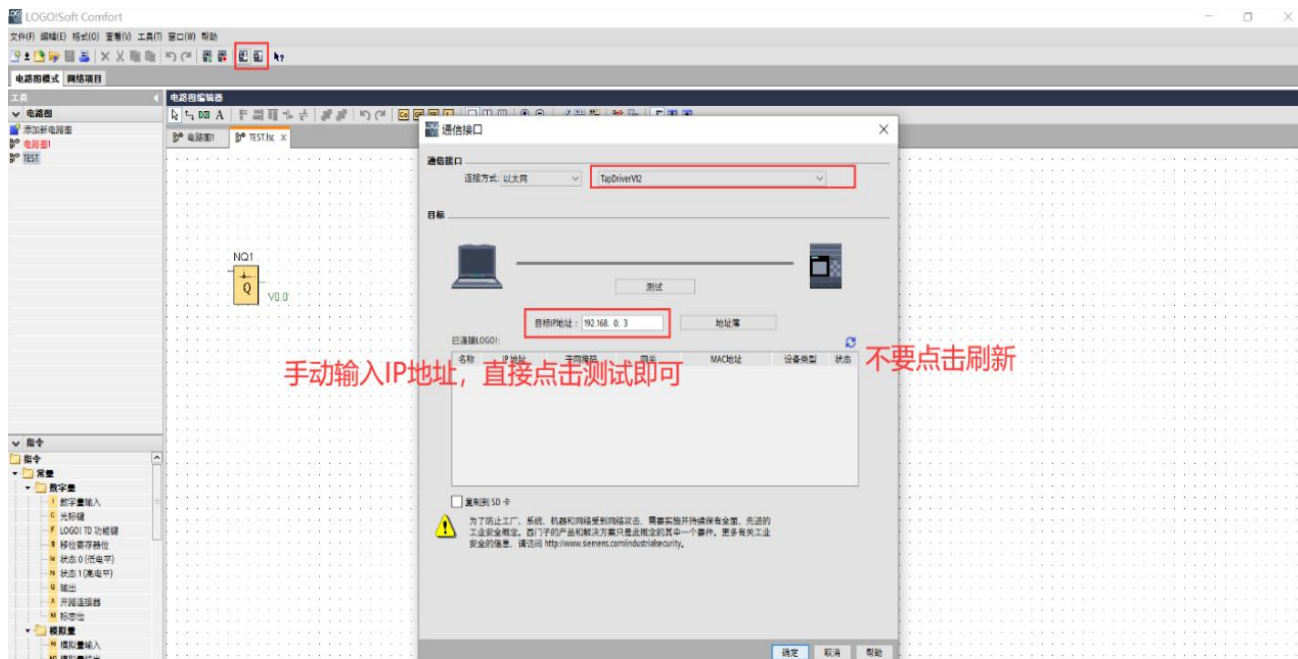 LOGO!Soft Comfort
文件(F) 编辑(E) 格式(O) 查看(V) 工具(T) 窗口(W) 帮助
电路图模式 网络项目
工具
电路图编辑器
电路图
添加新电路图
电路图1
TEST
电路图1 TEST.lsc
NQ1
Q
V0.0
通信接口
通信接口
连接方式: 以太网 TapDriverV12
目标
测试
目标IP地址: 192.168. 0. 3 地址簿
已连接LOGO!:
名称 IP 地址 子网掩码 网关 MAC地址 设备类型 状态
手动输入IP地址，直接点击测试即可
不要点击刷新
复制到 SD 卡
为了防止工厂、系统、机器和网络受到网络攻击，需要实施并持续保有全面、先进的
工业安全概念。西门子的产品和解决方案只是此概念的其中一个要件。更多有关工业
安全的信息，请访问 http://www.siemens.com/industrialsecurity。
确定 取消 帮助
指令
指令
常量
数字量
I 数字量输入
C 光标键
F LOGO! TD 功能键
S 移位寄存器位
lo 状态 0 (低电平)
hi 状态 1 (高电平)
Q 输出
X 开路连接器
M 标志位
模拟量
AI 模拟量输入
AQ 模拟量输出